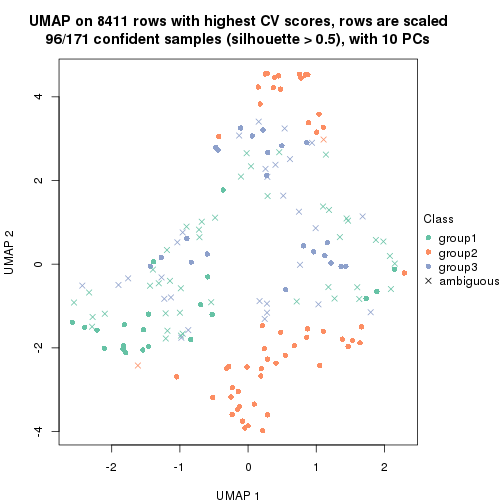 UMAP on 8411 rows with highest CV scores, rows are scaled
96/171 confident samples (silhouette > 0.5), with 10 PCs
4
2
0
-2
-4
UMAP 2
-2
-1
0
1
2
UMAP 1
Class
group1
group2
group3
ambiguous